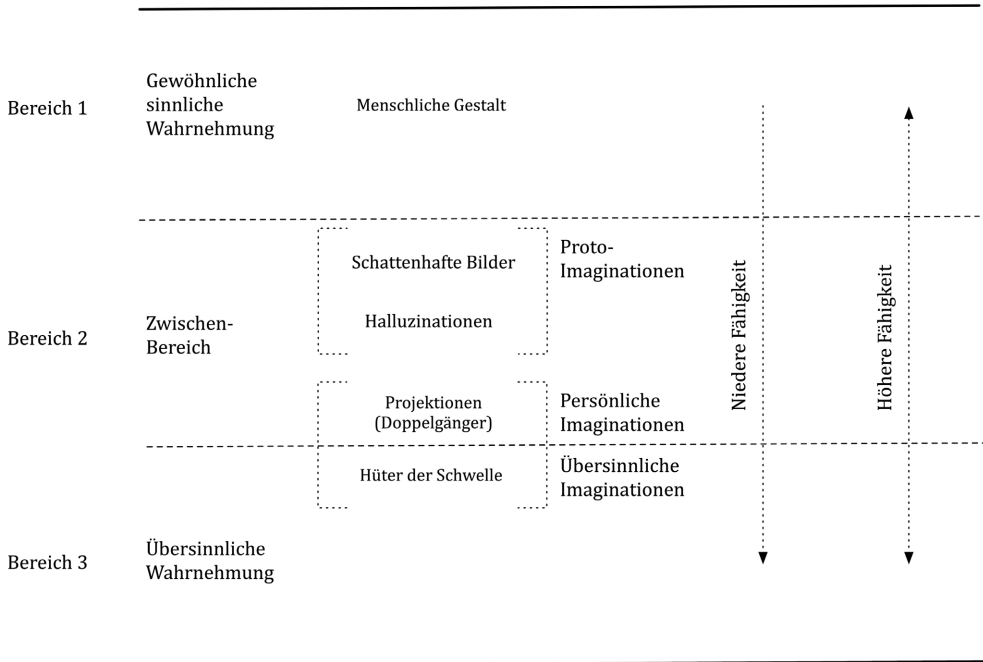 Bereich 1
Gewöhnliche
sinnliche
Wahrnehmung
Menschliche Gestalt
Bereich 2
Zwischen-
Bereich
Schattenhafte Bilder
Halluzinationen
Proto-
Imaginationen
Projektionen
(Doppelgänger)
Persönliche
Imaginationen
Hüter der Schwelle
Übersinnliche
Imaginationen
Niedere Fähigkeit
Höhere Fähigkeit
Bereich 3
Übersinnliche
Wahrnehmung